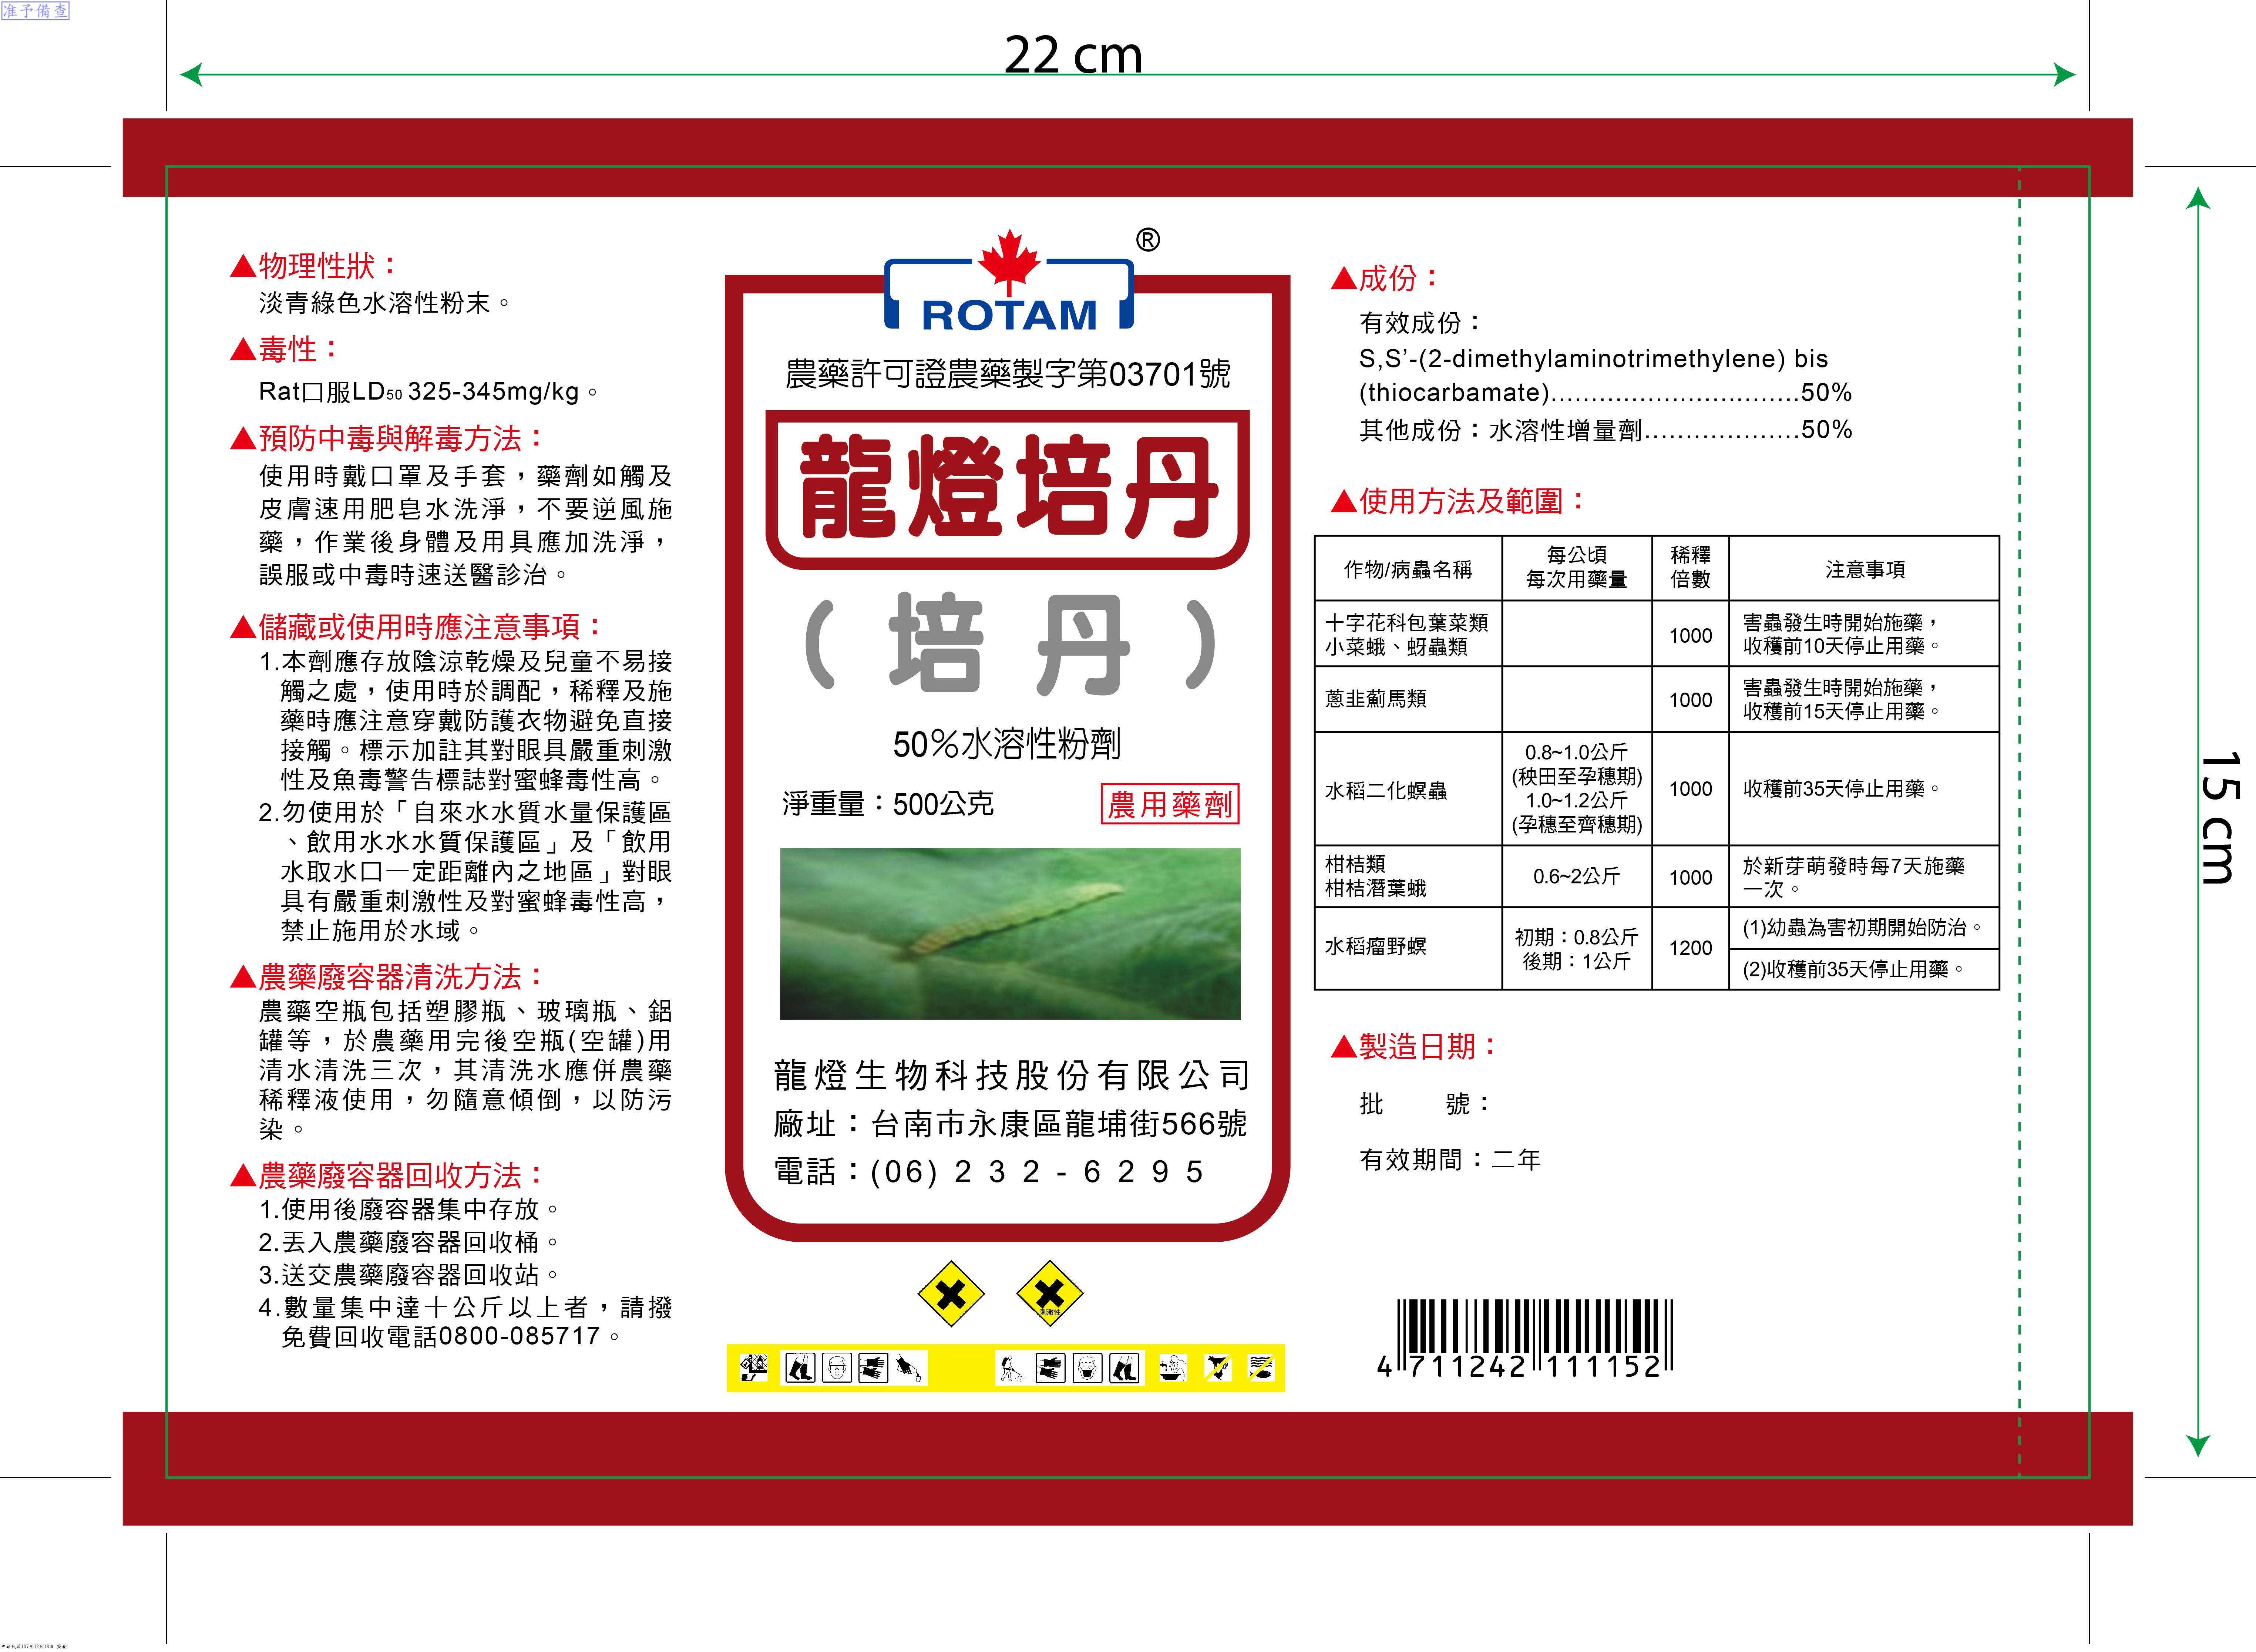 准予備查
22 cm
15 cm
▲物理性狀：
淡青綠色水溶性粉末。
▲毒性：
Rat口服LD50 325-345mg/kg。
▲預防中毒與解毒方法：
使用時戴口罩及手套，藥劑如觸及
皮膚速用肥皂水洗淨，不要逆風施
藥，作業後身體及用具應加洗淨，
誤服或中毒時速送醫診治。
▲儲藏或使用時應注意事項：
1.本劑應存放陰涼乾燥及兒童不易接
觸之處，使用時於調配，稀釋及施
藥時應注意穿戴防護衣物避免直接
接觸。標示加註其對眼具嚴重刺激
性及魚毒警告標誌對蜜蜂毒性高。
2.勿使用於「自來水水質水量保護區
、飲用水水水質保護區」及「飲用
水取水口一定距離內之地區」對眼
具有嚴重刺激性及對蜜蜂毒性高，
禁止施用於水域。
▲農藥廢容器清洗方法：
農藥空瓶包括塑膠瓶、玻璃瓶、鋁
罐等，於農藥用完後空瓶(空罐)用
清水清洗三次，其清洗水應併農藥
稀釋液使用，勿隨意傾倒，以防污
染。
▲農藥廢容器回收方法：
1.使用後廢容器集中存放。
2.丟入農藥廢容器回收桶。
3.送交農藥廢容器回收站。
4.數量集中達十公斤以上者，請撥
免費回收電話0800-085717。
®
ROTAM
農藥許可證農藥製字第03701號
龍燈培丹
(培丹)
50%水溶性粉劑
淨重量：500公克
農用藥劑
龍燈生物科技股份有限公司
廠址：台南市永康區龍埔街566號
電話：(06) 2 3 2 - 6 2 9 5
刺激性
▲成份：
有效成份：
S,S’-(2-dimethylaminotrimethylene) bis
(thiocarbamate)...............................50%
其他成份：水溶性增量劑...................50%
▲使用方法及範圍：
作物/病蟲名稱 每公頃每次用藥量 稀釋倍數 注意事項
十字花科包葉菜類 害蟲發生時開始施藥，
小菜蛾、蚜蟲類 1000 收穫前10天停止用藥。
蔥韭薊馬類 1000 害蟲發生時開始施藥，
收穫前15天停止用藥。
水稻二化螟蟲 0.8~1.0公斤 1000 收穫前35天停止用藥。
(秧田至孕穗期)
1.0~1.2公斤
(孕穗至齊穗期)
柑桔類 0.6~2公斤 1000 於新芽萌發時每7天施藥
柑桔潛葉蛾 一次。
水稻瘤野螟 初期：0.8公斤 1200 (1)幼蟲為害初期開始防治。
後期：1公斤 (2)收穫前35天停止用藥。
▲製造日期：
批 號：
有效期間：二年
4 711242 111152